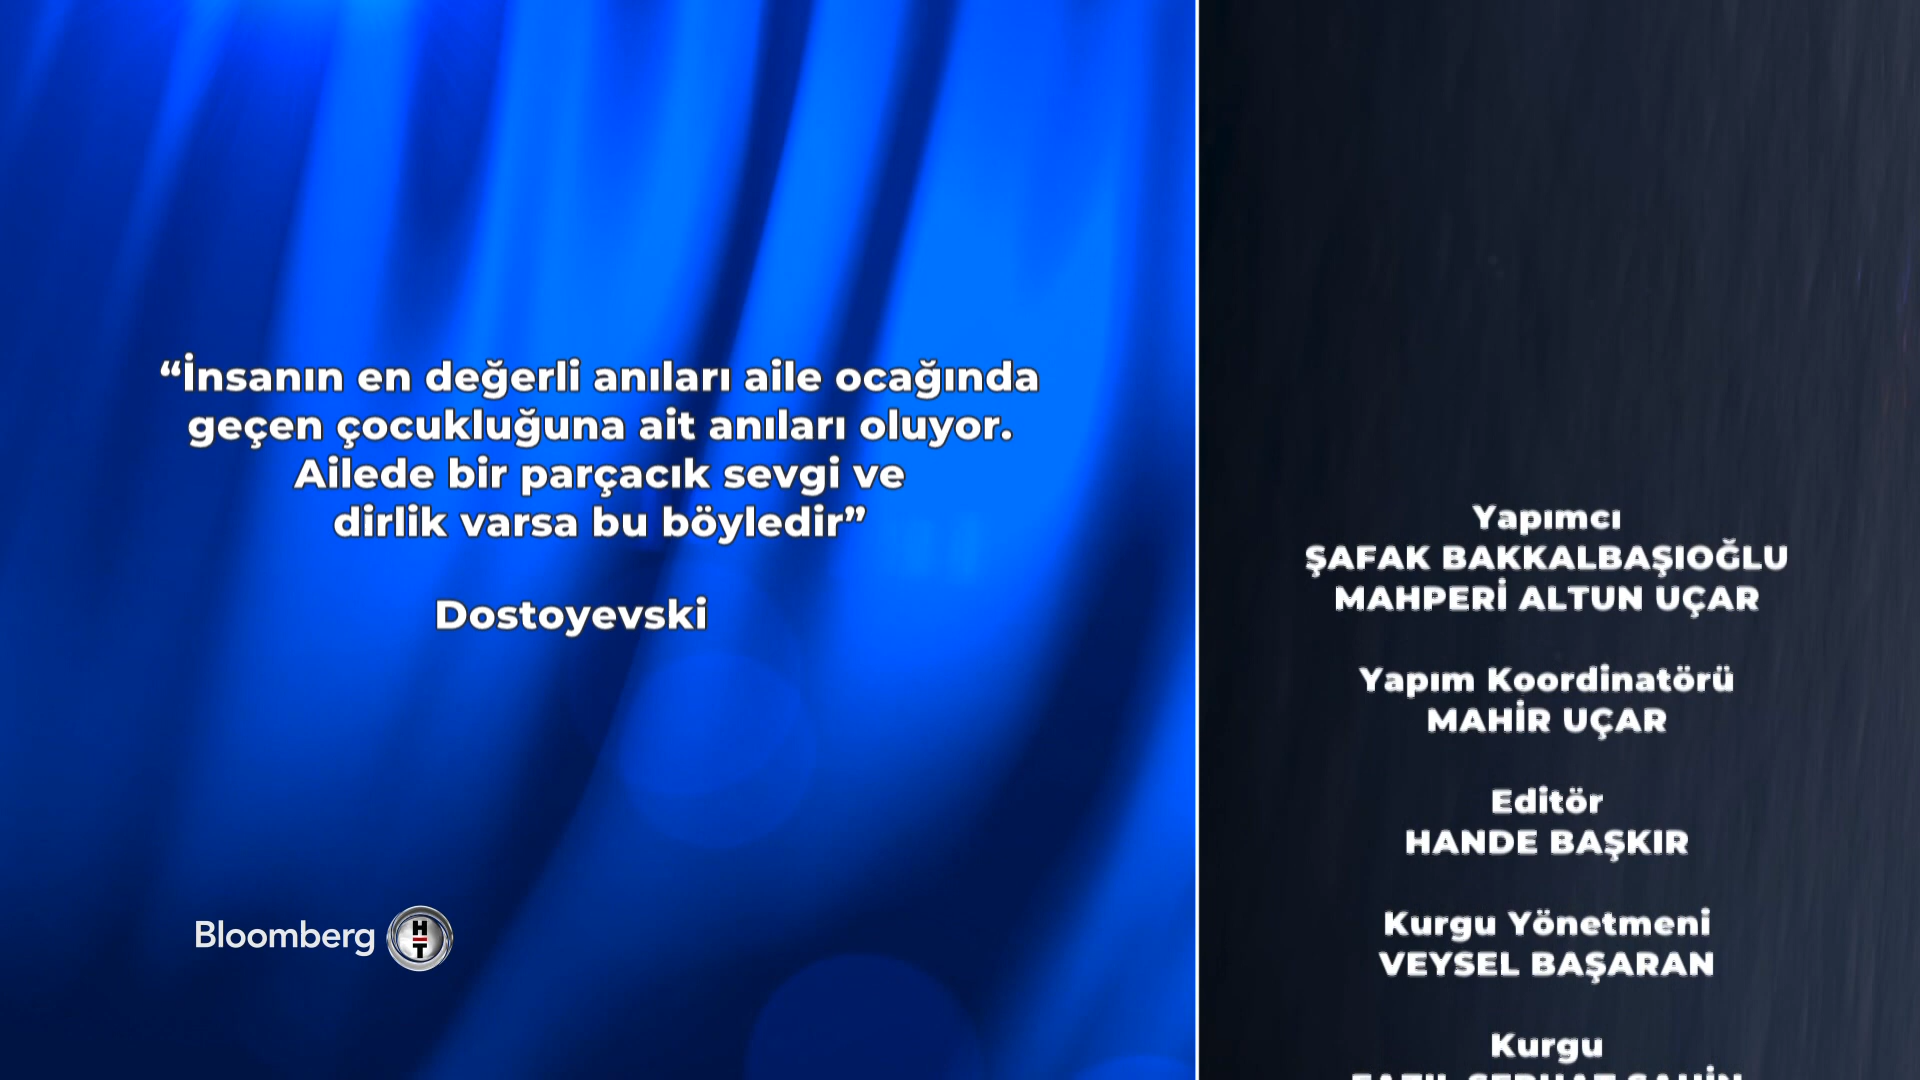 “İnsanın en değerli anıları aile ocağında
geçen çocukluğuna ait anıları oluyor.
Ailede bir parçacık sevgi ve
dirlik varsa bu böyledir”
Dostoyevski
Bloomberg HT
Yapımcı
ŞAFAK BAKKALBAŞIOĞLU
MAHPERİ ALTUN UÇAR
Yapım Koordinatörü
MAHİR UÇAR
Editör
HANDE BAŞKIR
Kurgu Yönetmeni
VEYSEL BAŞARAN
Kurgu